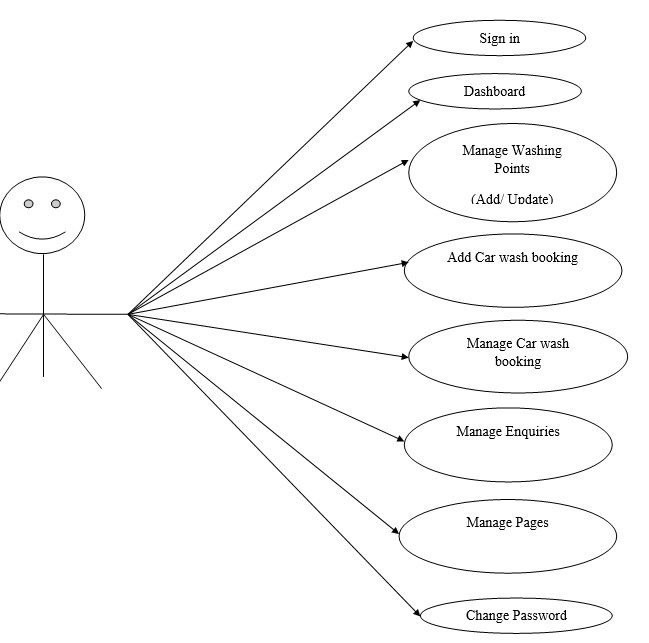 Sign in
Dashboard
Manage Washing
Points
(Add/ Update)
Add Car wash booking
Manage Car wash
booking
Manage Enquiries
Manage Pages
Change Password